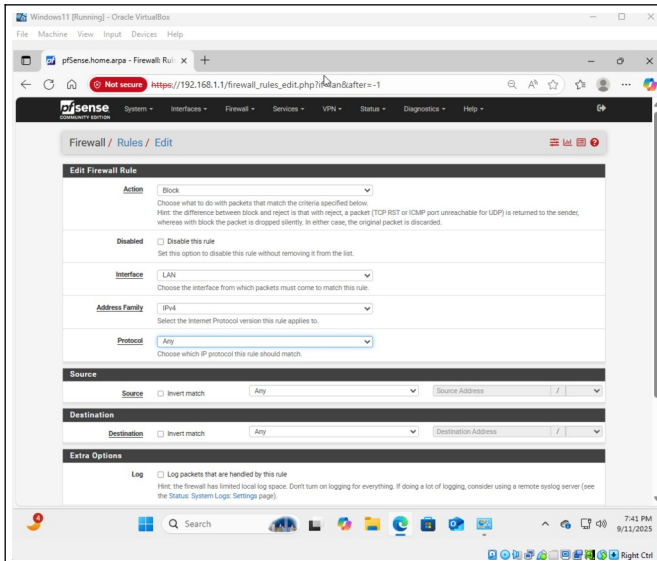 Windows11 [Running] - Oracle VirtualBox
File Machine View Input Devices Help
pfSense.home.arpa - Firewall: Rul
Not secure https://192.168.1.1/firewall_rules_edit.php?if=lan&after=-1
pfsense System Interfaces Firewall Services VPN Status Diagnostics Help
COMMUNITY EDITION
Firewall / Rules / Edit
Edit Firewall Rule
Action Block
Choose what to do with packets that match the criteria specified below.
Hint: the difference between block and reject is that with reject, a packet (TCP RST or ICMP port unreachable for UDP) is returned to the sender,
whereas with block the packet is dropped silently. In either case, the original packet is discarded.
Disabled Disable this rule
Set this option to disable this rule without removing it from the list.
Interface LAN
Choose the interface from which packets must come to match this rule.
Address Family IPv4
Select the Internet Protocol version this rule applies to.
Protocol Any
Choose which IP protocol this rule should match.
Source
Source Invert match Any Source Address /
Destination
Destination Invert match Any Destination Address /
Extra Options
Log Log packets that are handled by this rule
Hint: the firewall has limited local log space. Don't turn on logging for everything. If doing a lot of logging, consider using a remote syslog server (see
the Status: System Logs: Settings page).
4 Search 7:41 PM
9/11/2025
Right Ctrl